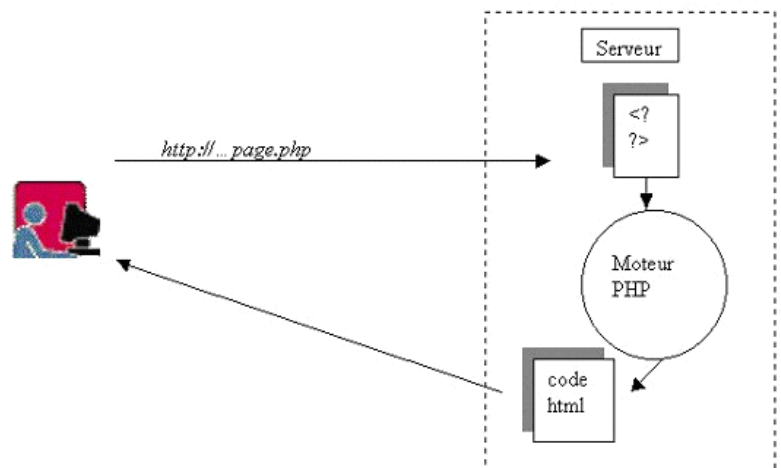 Serveur
<?
?>
http://...page.php
Moteur
PHP
code
html